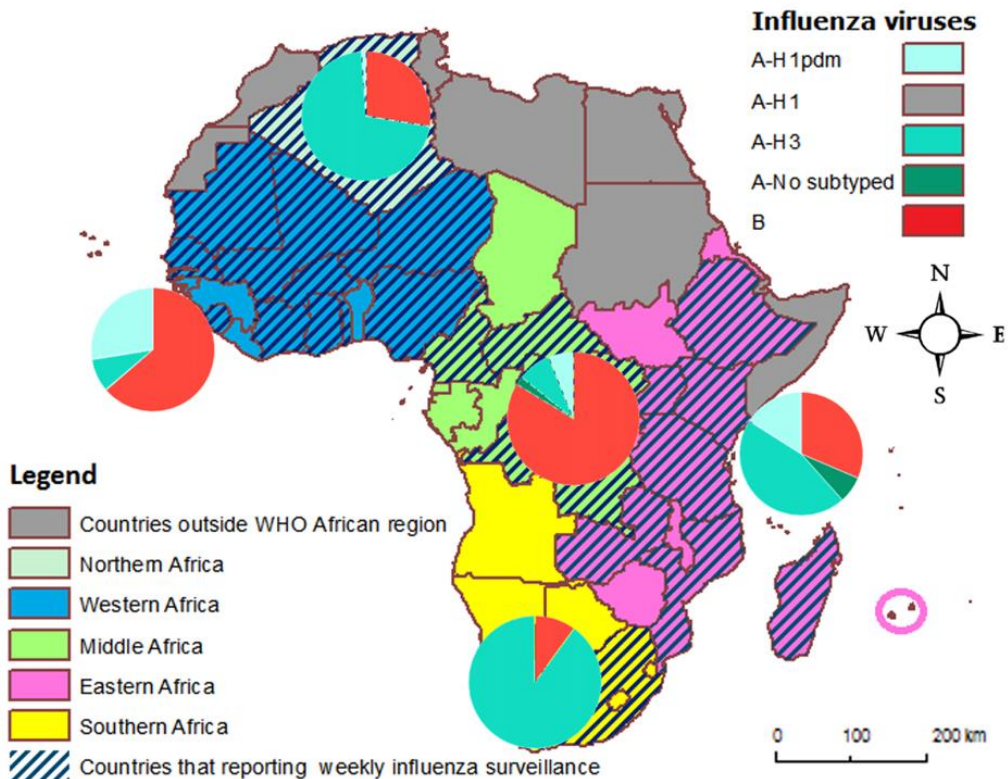 Influenza viruses
A-H1pdm
A-H1
A-H3
A-No subtyped
B
N
W
E
S
Legend
Countries outside WHO African region
Northern Africa
Western Africa
Middle Africa
Eastern Africa
Southern Africa
Countries that reporting weekly influenza surveillance
0 100 200 km